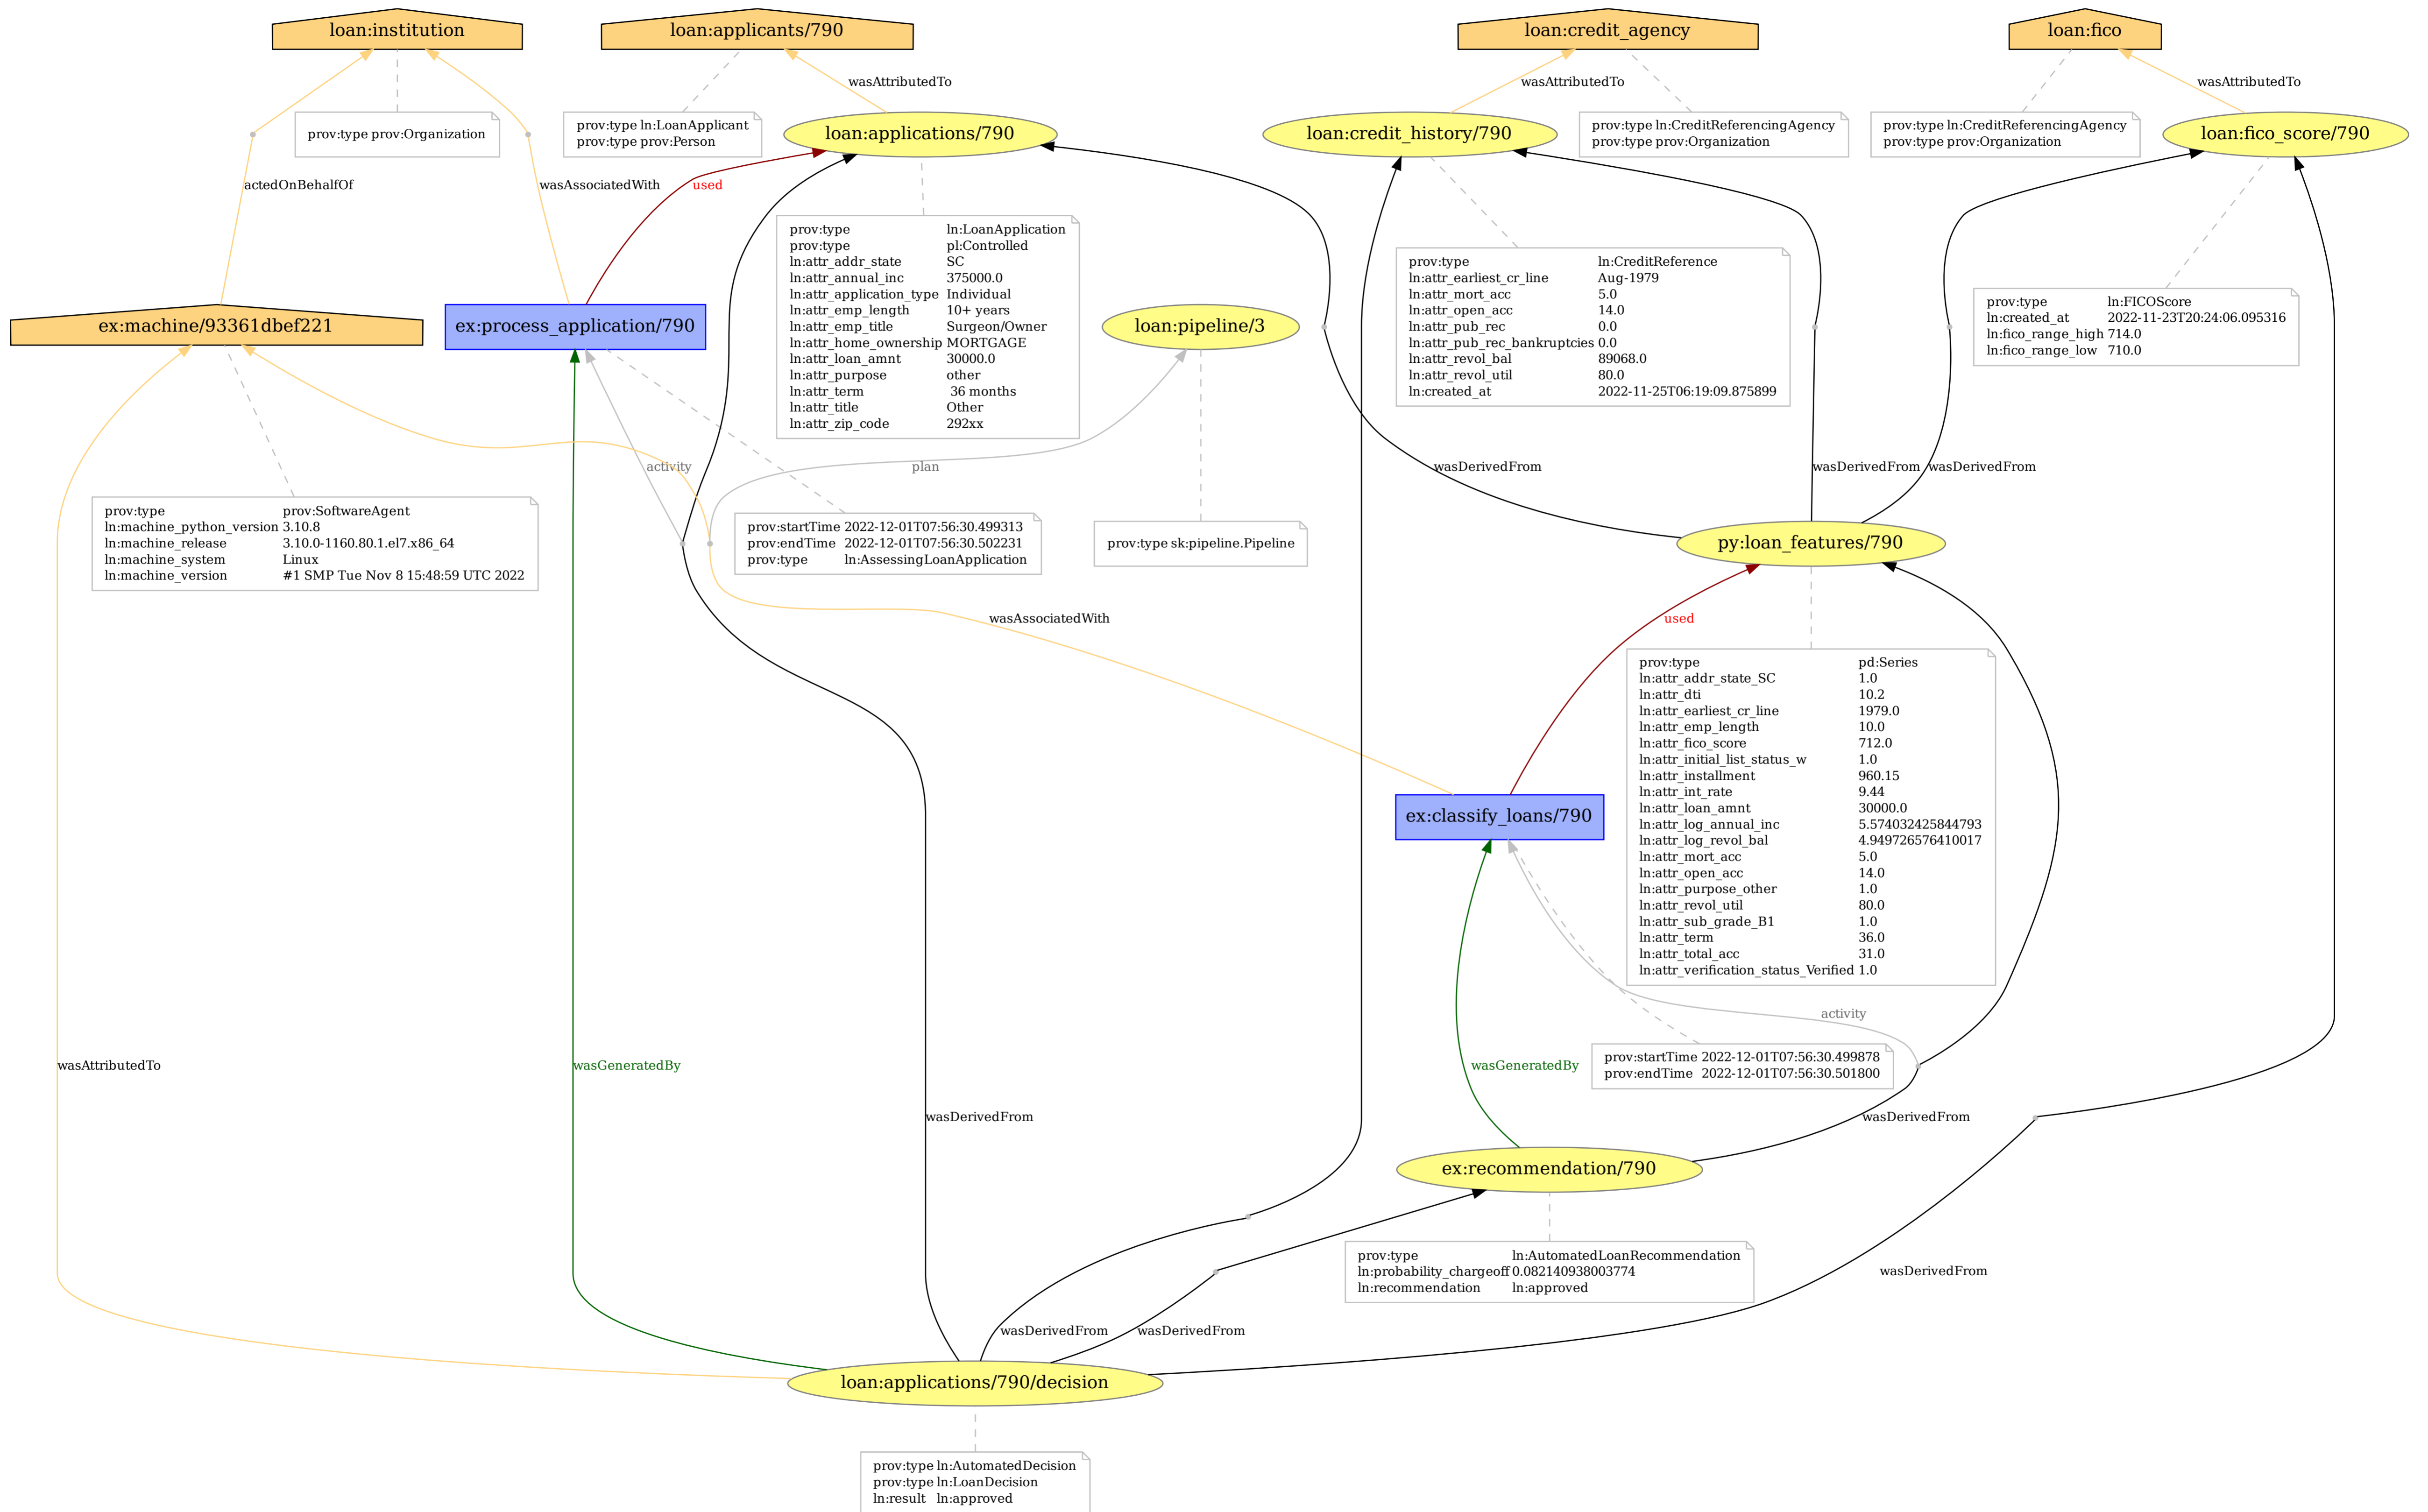 loan:institution
loan:applicants/790
loan:credit_agency
loan:fico
wasAttributedTo
wasAttributedTo
wasAttributedTo
prov:type prov:Organization
prov:type ln:LoanApplicant
prov:type prov:Person
loan:applications/790
loan:credit_history/790
prov:type ln:CreditReferencingAgency
prov:type prov:Organization
prov:type ln:CreditReferencingAgency
prov:type prov:Organization
loan:fico_score/790
actedOnBehalfOf
wasAssociatedWith
used
prov:type ln:LoanApplication
prov:type pl:Controlled
ln:attr_addr_state SC
ln:attr_annual_inc 375000.0
ln:attr_application_type Individual
ln:attr_emp_length 10+ years
ln:attr_emp_title Surgeon/Owner
ln:attr_home_ownership MORTGAGE
ln:attr_loan_amnt 30000.0
ln:attr_purpose other
ln:attr_term 36 months
ln:attr_title Other
ln:attr_zip_code 292xx
prov:type ln:CreditReference
ln:attr_earliest_cr_line Aug-1979
ln:attr_mort_acc 5.0
ln:attr_open_acc 14.0
ln:attr_pub_rec 0.0
ln:attr_pub_rec_bankruptcies 0.0
ln:attr_revol_bal 89068.0
ln:attr_revol_util 80.0
ln:created_at 2022-11-25T06:19:09.875899
prov:type ln:FICOScore
ln:created_at 2022-11-23T20:24:06.095316
ln:fico_range_high 714.0
ln:fico_range_low 710.0
ex:machine/93361dbef221
ex:process_application/790
loan:pipeline/3
activity
plan
wasDerivedFrom
wasDerivedFrom
wasDerivedFrom
prov:type prov:SoftwareAgent
ln:machine_python_version 3.10.8
ln:machine_release 3.10.0-1160.80.1.el7.x86_64
ln:machine_system Linux
ln:machine_version #1 SMP Tue Nov 8 15:48:59 UTC 2022
prov:startTime 2022-12-01T07:56:30.499313
prov:endTime 2022-12-01T07:56:30.502231
prov:type ln:AssessingLoanApplication
prov:type sk:pipeline.Pipeline
py:loan_features/790
wasAssociatedWith
used
prov:type pd:Series
ln:attr_addr_state_SC 1.0
ln:attr_dti 10.2
ln:attr_earliest_cr_line 1979.0
ln:attr_emp_length 10.0
ln:attr_fico_score 712.0
ln:attr_initial_list_status_w 1.0
ln:attr_installment 960.15
ln:attr_int_rate 9.44
ln:attr_loan_amnt 30000.0
ln:attr_log_annual_inc 5.574032425844793
ln:attr_log_revol_bal 4.949726576410017
ln:attr_mort_acc 5.0
ln:attr_open_acc 14.0
ln:attr_purpose_other 1.0
ln:attr_revol_util 80.0
ln:attr_sub_grade_B1 1.0
ln:attr_term 36.0
ln:attr_total_acc 31.0
ln:attr_verification_status_Verified 1.0
ex:classify_loans/790
activity
wasAttributedTo
wasGeneratedBy
wasGeneratedBy
prov:startTime 2022-12-01T07:56:30.499878
prov:endTime 2022-12-01T07:56:30.501800
wasDerivedFrom
wasDerivedFrom
ex:recommendation/790
prov:type ln:AutomatedLoanRecommendation
ln:probability_chargeoff 0.082140938003774
ln:recommendation ln:approved
wasDerivedFrom
wasDerivedFrom
wasDerivedFrom
loan:applications/790/decision
prov:type ln:AutomatedDecision
prov:type ln:LoanDecision
ln:result ln:approved